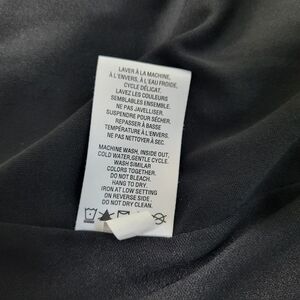 LAVER À LA MACHINE,
À L'ENVERS, À L'EAU FROIDE,
CYCLE DÉLICAT.
LAVEZ LES COULEURS
SEMBLABLES ENSEMBLE.
NE PAS JAVELLISER.
SUSPENDRE POUR SÉCHER.
REPASSER À BASSE
TEMPÉRATURE À L'ENVERS.
NE PAS NETTOYER À SEC.
MACHINE WASH, INSIDE OUT,
COLD WATER, GENTLE CYCLE.
WASH SIMILAR
COLORS TOGETHER.
DO NOT BLEACH.
HANG TO DRY.
IRON AT LOW SETTING
ON REVERSE SIDE.
DO NOT DRY CLEAN.